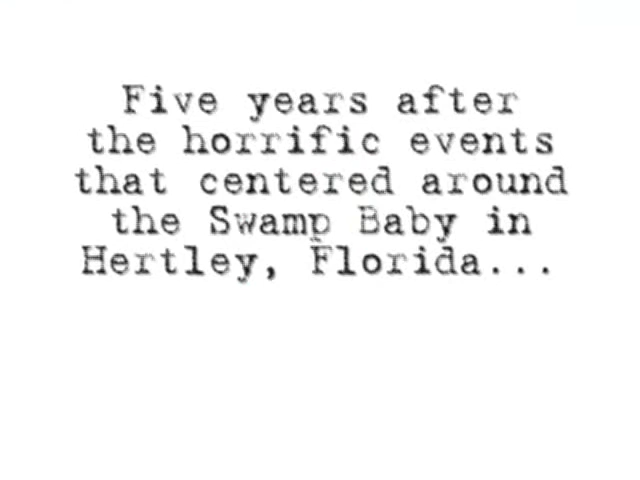 Five years after
the horrific events
that centered around
the Swamp Baby in
Hertley, Florida...